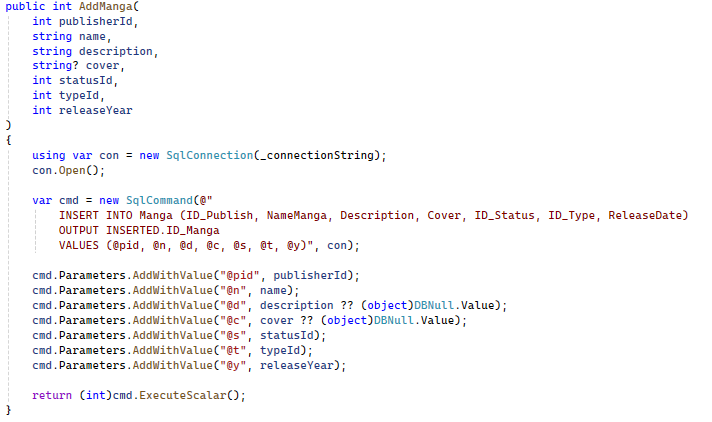 public int AddManga(
    int publisherId,
    string name,
    string description,
    string? cover,
    int statusId,
    int typeId,
    int releaseYear
)
{
    using var con = new SqlConnection(_connectionString);
    con.Open();

    var cmd = new SqlCommand(@"
        INSERT INTO Manga (ID_Publish, NameManga, Description, Cover, ID_Status, ID_Type, ReleaseDate)
        OUTPUT INSERTED.ID_Manga
        VALUES (@pid, @n, @d, @c, @s, @t, @y)", con);

    cmd.Parameters.AddWithValue("@pid", publisherId);
    cmd.Parameters.AddWithValue("@n", name);
    cmd.Parameters.AddWithValue("@d", description ?? (object)DBNull.Value);
    cmd.Parameters.AddWithValue("@c", cover ?? (object)DBNull.Value);
    cmd.Parameters.AddWithValue("@s", statusId);
    cmd.Parameters.AddWithValue("@t", typeId);
    cmd.Parameters.AddWithValue("@y", releaseYear);

    return (int)cmd.ExecuteScalar();
}